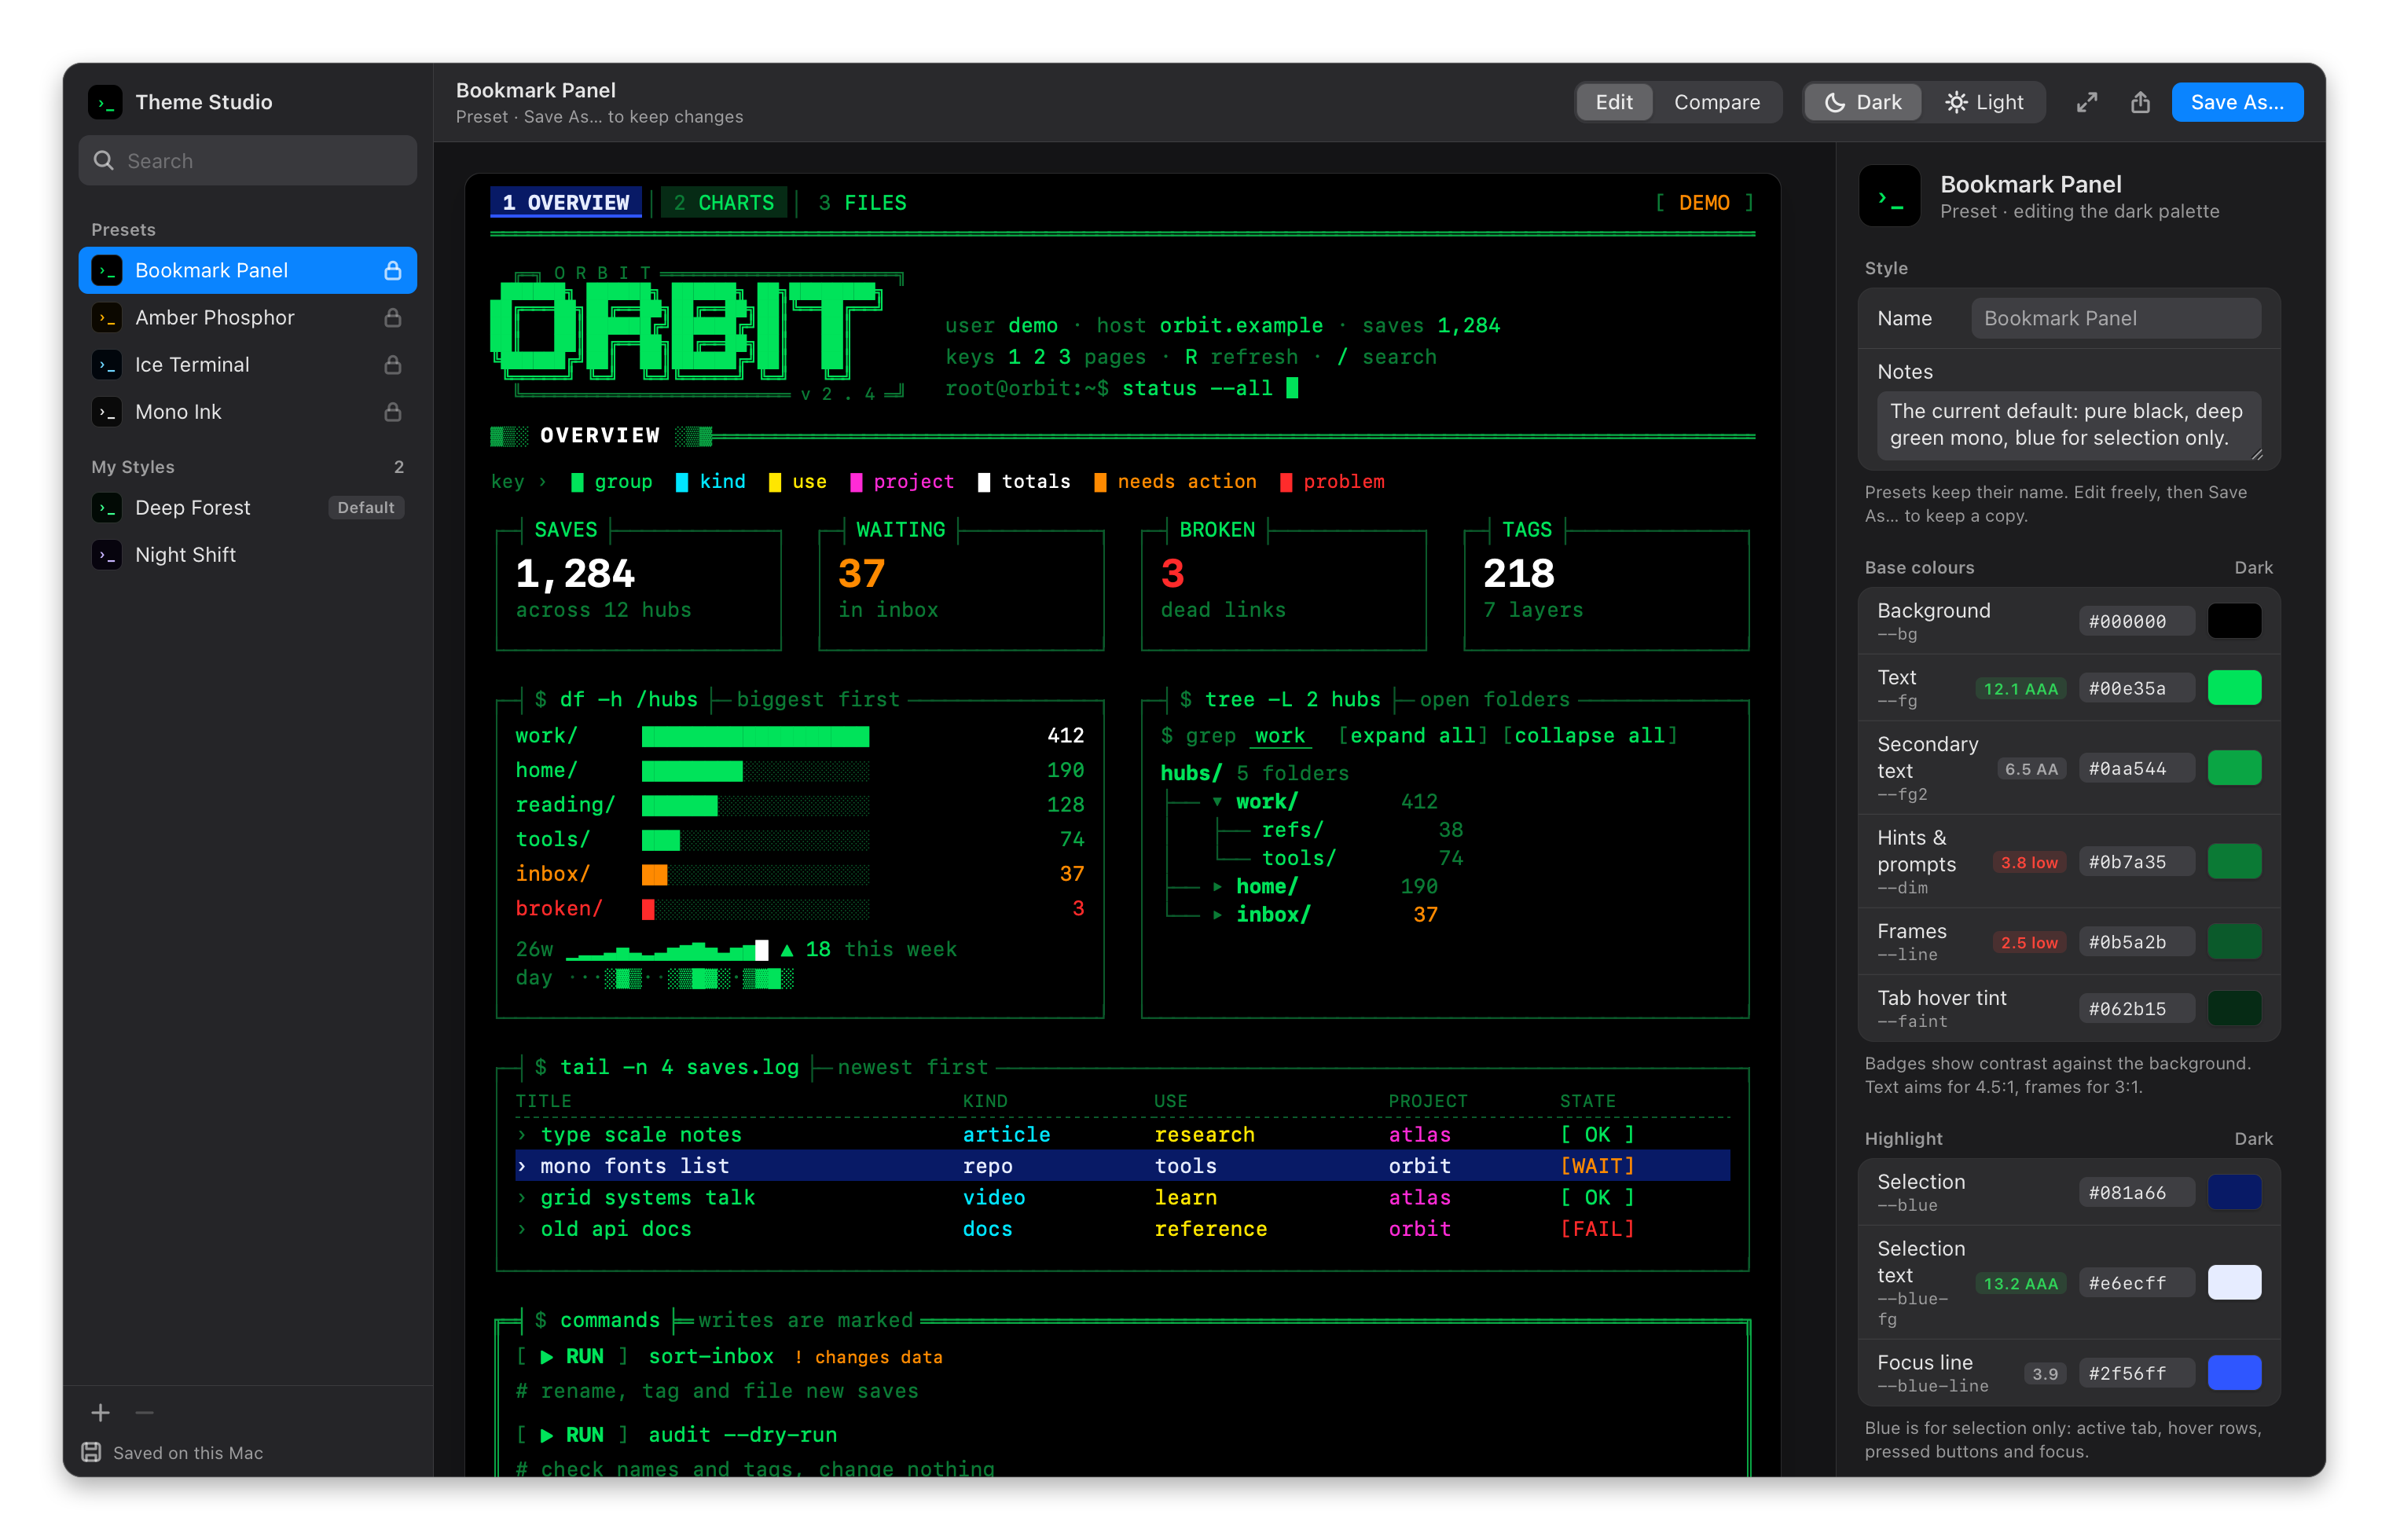 Theme Studio
Search
Presets
Bookmark Panel
Amber Phosphor
Ice Terminal
Mono Ink
My Styles 2
Deep Forest Default
Night Shift
Saved on this Mac
Bookmark Panel
Preset · Save As… to keep changes
Edit Compare Dark Light Save As…
1 OVERVIEW 2 CHARTS 3 FILES [ DEMO ]
ORBIT
ORBIT
v2.4
user demo · host orbit.example · saves 1,284
keys 1 2 3 pages · R refresh · / search
root@orbit:~$ status --all
OVERVIEW
key › group kind use project totals needs action problem
SAVES
1,284
across 12 hubs
WAITING
37
in inbox
BROKEN
3
dead links
TAGS
218
7 layers
$ df -h /hubs biggest first
work/ 412
home/ 190
reading/ 128
tools/ 74
inbox/ 37
broken/ 3
26w ▲ 18 this week
day
$ tree -L 2 hubs open folders
$ grep work [expand all] [collapse all]
hubs/ 5 folders
▾ work/ 412
refs/ 38
tools/ 74
▸ home/ 190
▸ inbox/ 37
$ tail -n 4 saves.log newest first
TITLE KIND USE PROJECT STATE
› type scale notes article research atlas [ OK ]
› mono fonts list repo tools orbit [WAIT]
› grid systems talk video learn atlas [ OK ]
› old api docs docs reference orbit [FAIL]
$ commands writes are marked
[ ▶ RUN ] sort-inbox ! changes data
# rename, tag and file new saves
[ ▶ RUN ] audit --dry-run
# check names and tags, change nothing
Bookmark Panel
Preset · editing the dark palette
Style
Name Bookmark Panel
Notes
The current default: pure black, deep
green mono, blue for selection only.
Presets keep their name. Edit freely, then Save
As… to keep a copy.
Base colours Dark
Background
--bg
#000000
Text
--fg
12.1 AAA #00e35a
Secondary
text
--fg2
6.5 AA #0aa544
Hints &
prompts
--dim
3.8 low #0b7a35
Frames
--line
2.5 low #0b5a2b
Tab hover tint
--faint
#062b15
Badges show contrast against the background.
Text aims for 4.5:1, frames for 3:1.
Highlight Dark
Selection
--blue
#081a66
Selection
text
--blue-
fg
13.2 AAA #e6ecff
Focus line
--blue-line
3.9 #2f56ff
Blue is for selection only: active tab, hover rows,
pressed buttons and focus.